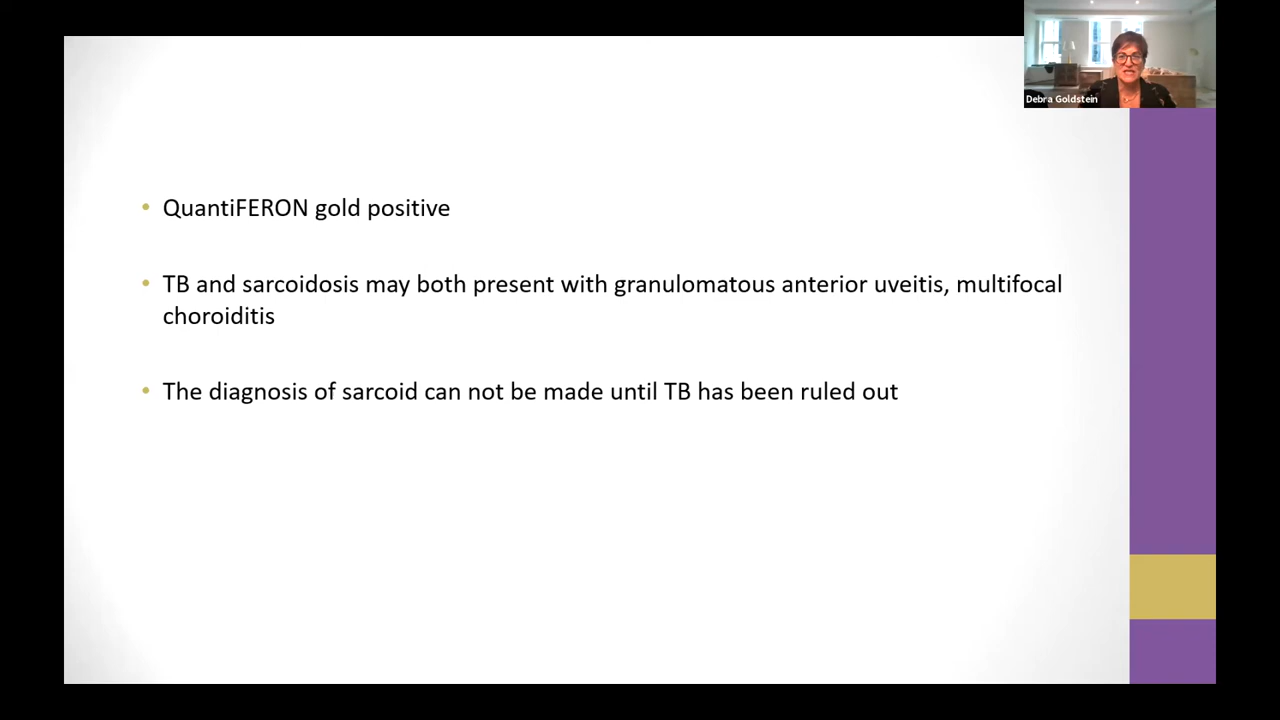 Debra Goldstein
• QuantiFERON gold positive
• TB and sarcoidosis may both present with granulomatous anterior uveitis, multifocal
choroiditis
• The diagnosis of sarcoid can not be made until TB has been ruled out